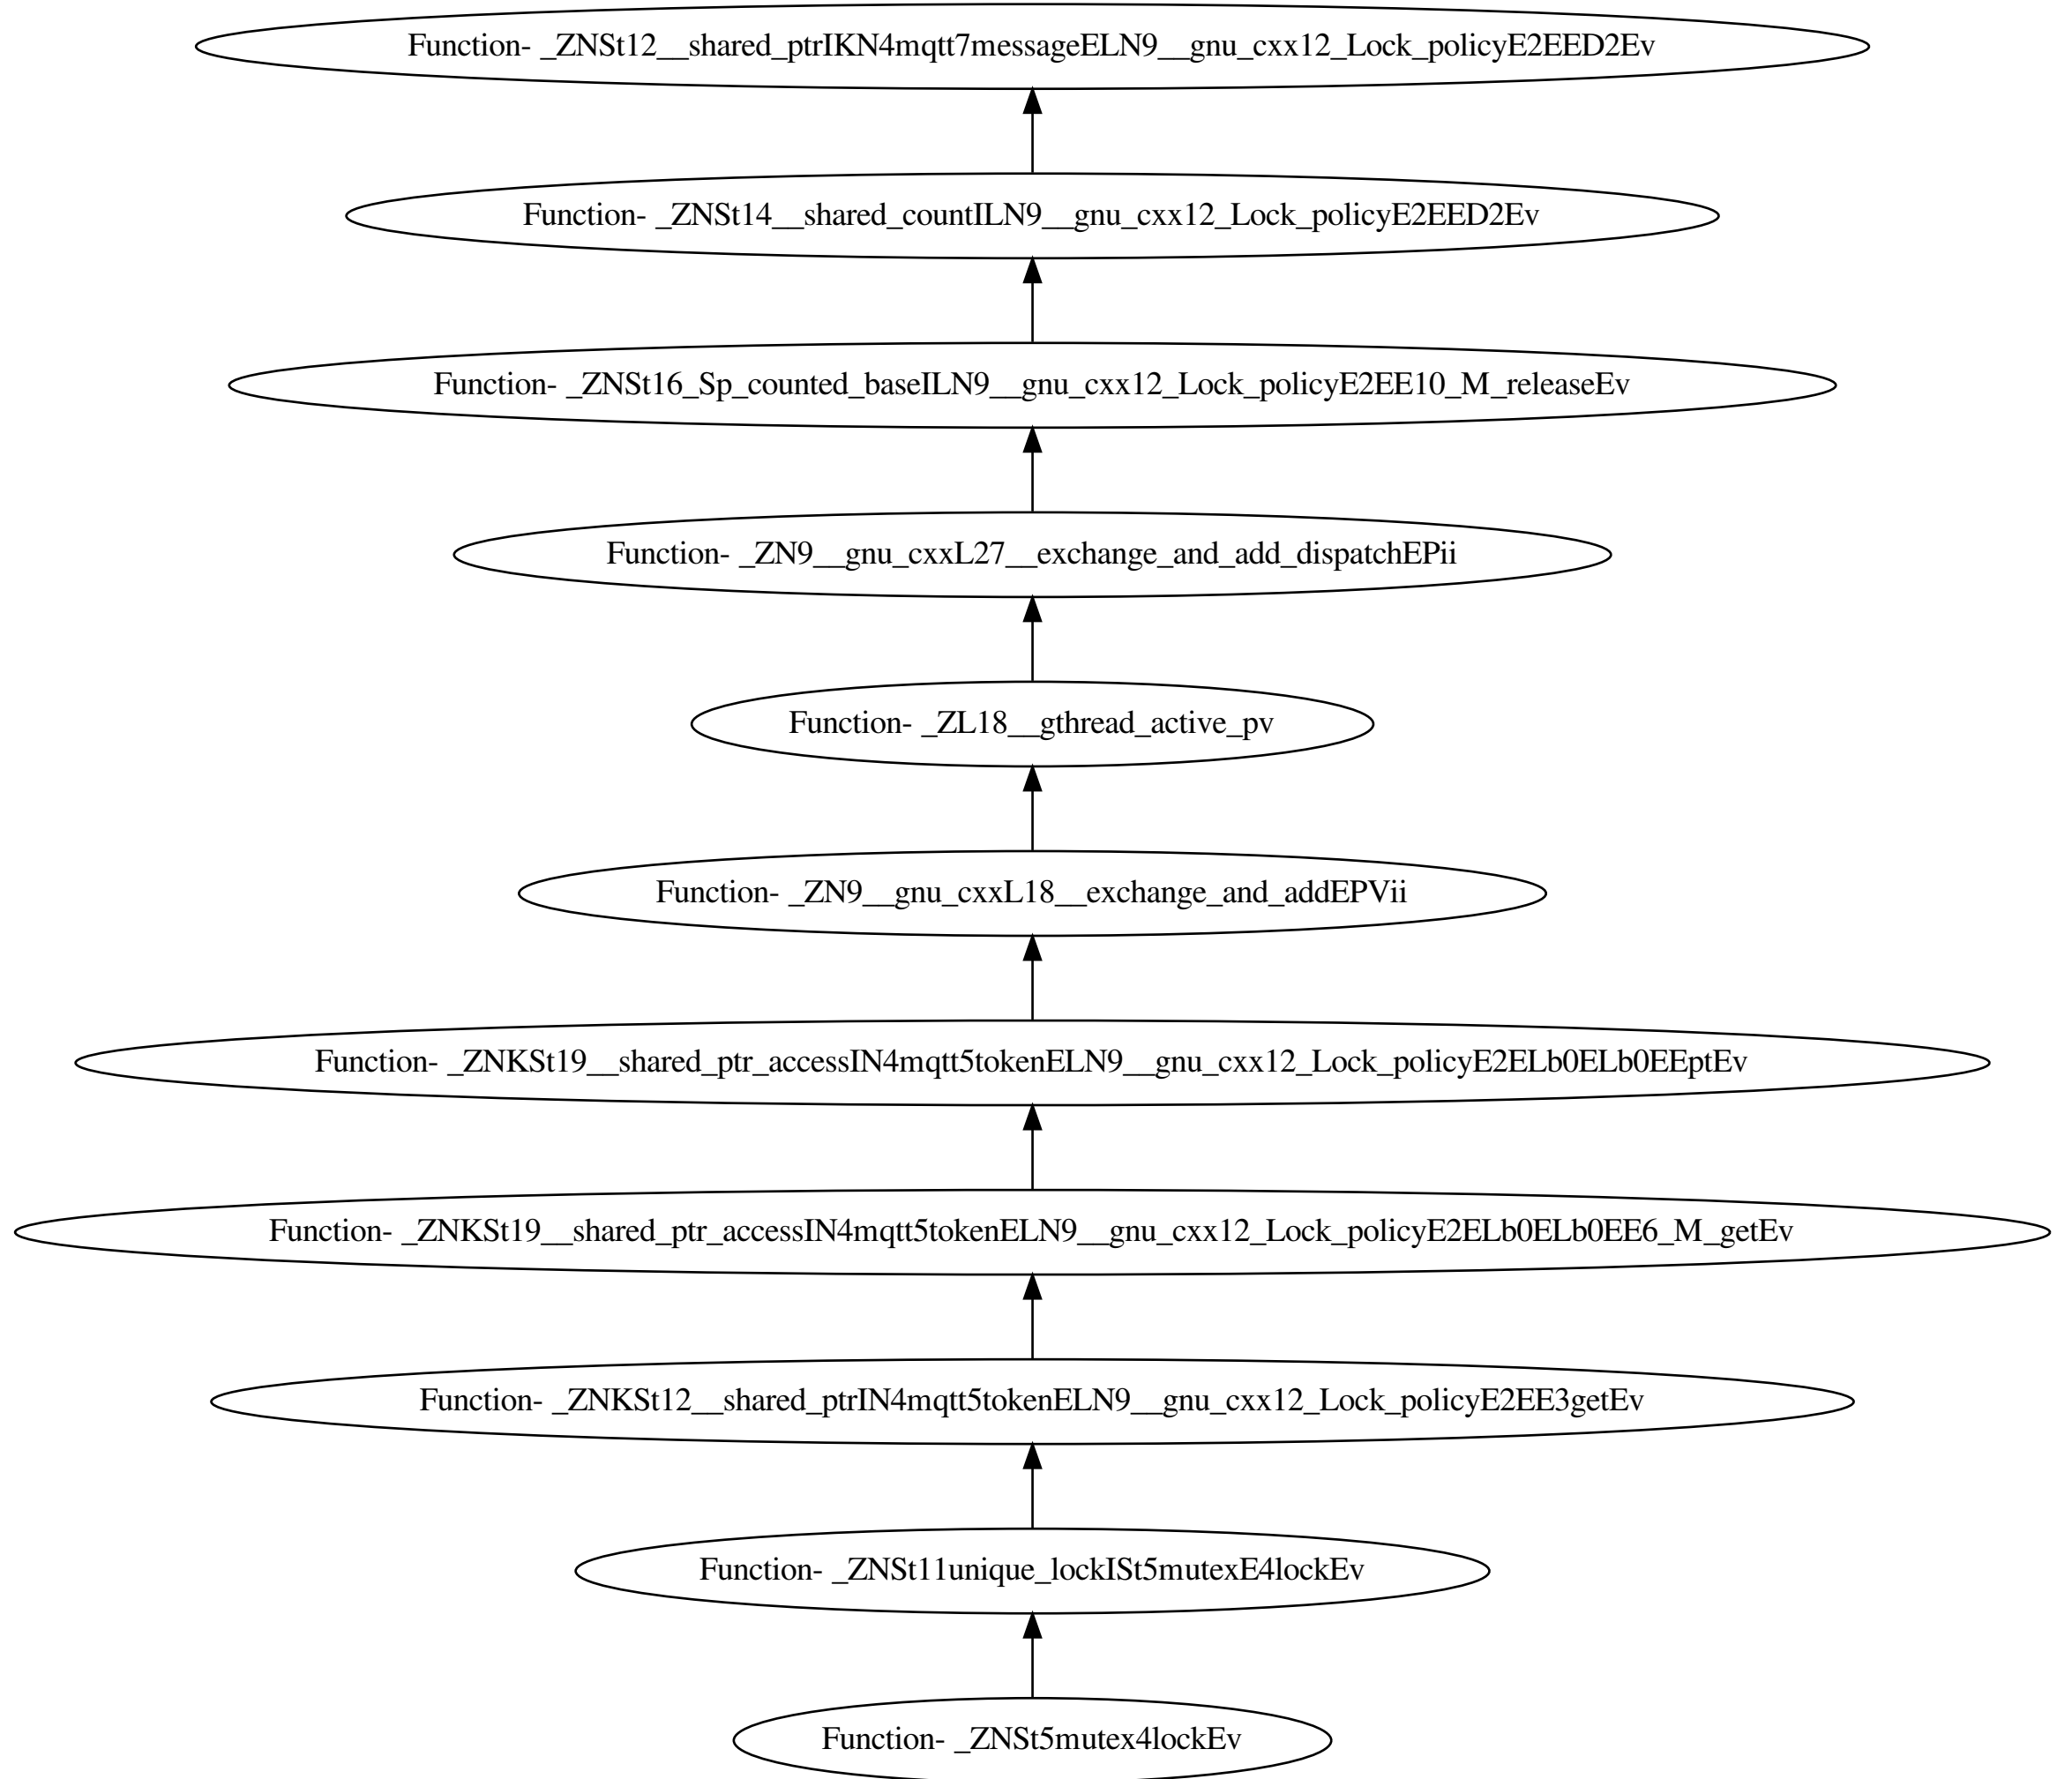 Function- _ZNSt12__shared_ptrIKN4mqtt7messageELN9__gnu_cxx12_Lock_policyE2EED2Ev
Function- _ZNSt14__shared_countILN9__gnu_cxx12_Lock_policyE2EED2Ev
Function- _ZNSt16_Sp_counted_baseILN9__gnu_cxx12_Lock_policyE2EE10_M_releaseEv
Function- _ZN9__gnu_cxxL27__exchange_and_add_dispatchEPii
Function- _ZL18__gthread_active_pv
Function- _ZN9__gnu_cxxL18__exchange_and_addEPVii
Function- _ZNKSt19__shared_ptr_accessIN4mqtt5tokenELN9__gnu_cxx12_Lock_policyE2ELb0ELb0EEptEv
Function- _ZNKSt19__shared_ptr_accessIN4mqtt5tokenELN9__gnu_cxx12_Lock_policyE2ELb0ELb0EE6_M_getEv
Function- _ZNKSt12__shared_ptrIN4mqtt5tokenELN9__gnu_cxx12_Lock_policyE2EE3getEv
Function- _ZNSt11unique_lockISt5mutexE4lockEv
Function- _ZNSt5mutex4lockEv